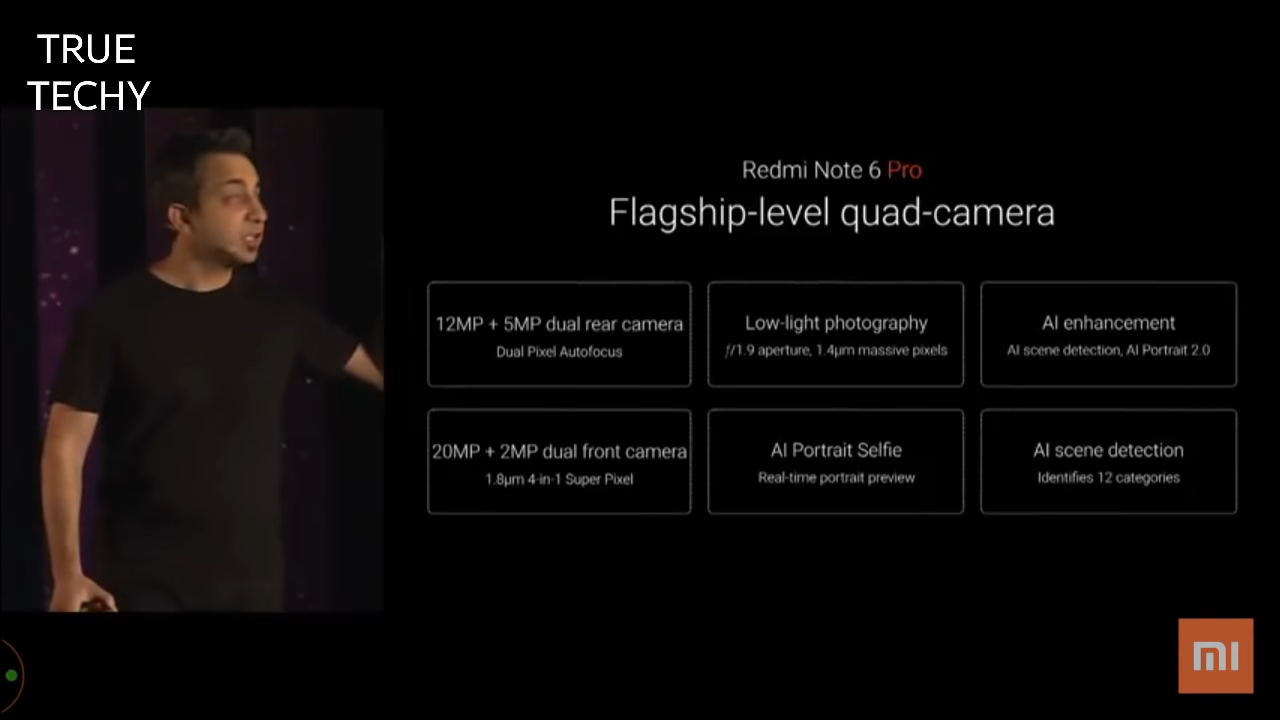 TRUE
TECHY
Redmi Note 6 Pro
Flagship-level quad-camera
12MP + 5MP dual rear camera
Dual Pixel Autofocus
Low-light photography
f/1.9 aperture, 1.4μm massive pixels
AI enhancement
AI scene detection, AI Portrait 2.0
20MP + 2MP dual front camera
1.8μm 4-in-1 Super Pixel
AI Portrait Selfie
Real-time portrait preview
AI scene detection
Identifies 12 categories
MI